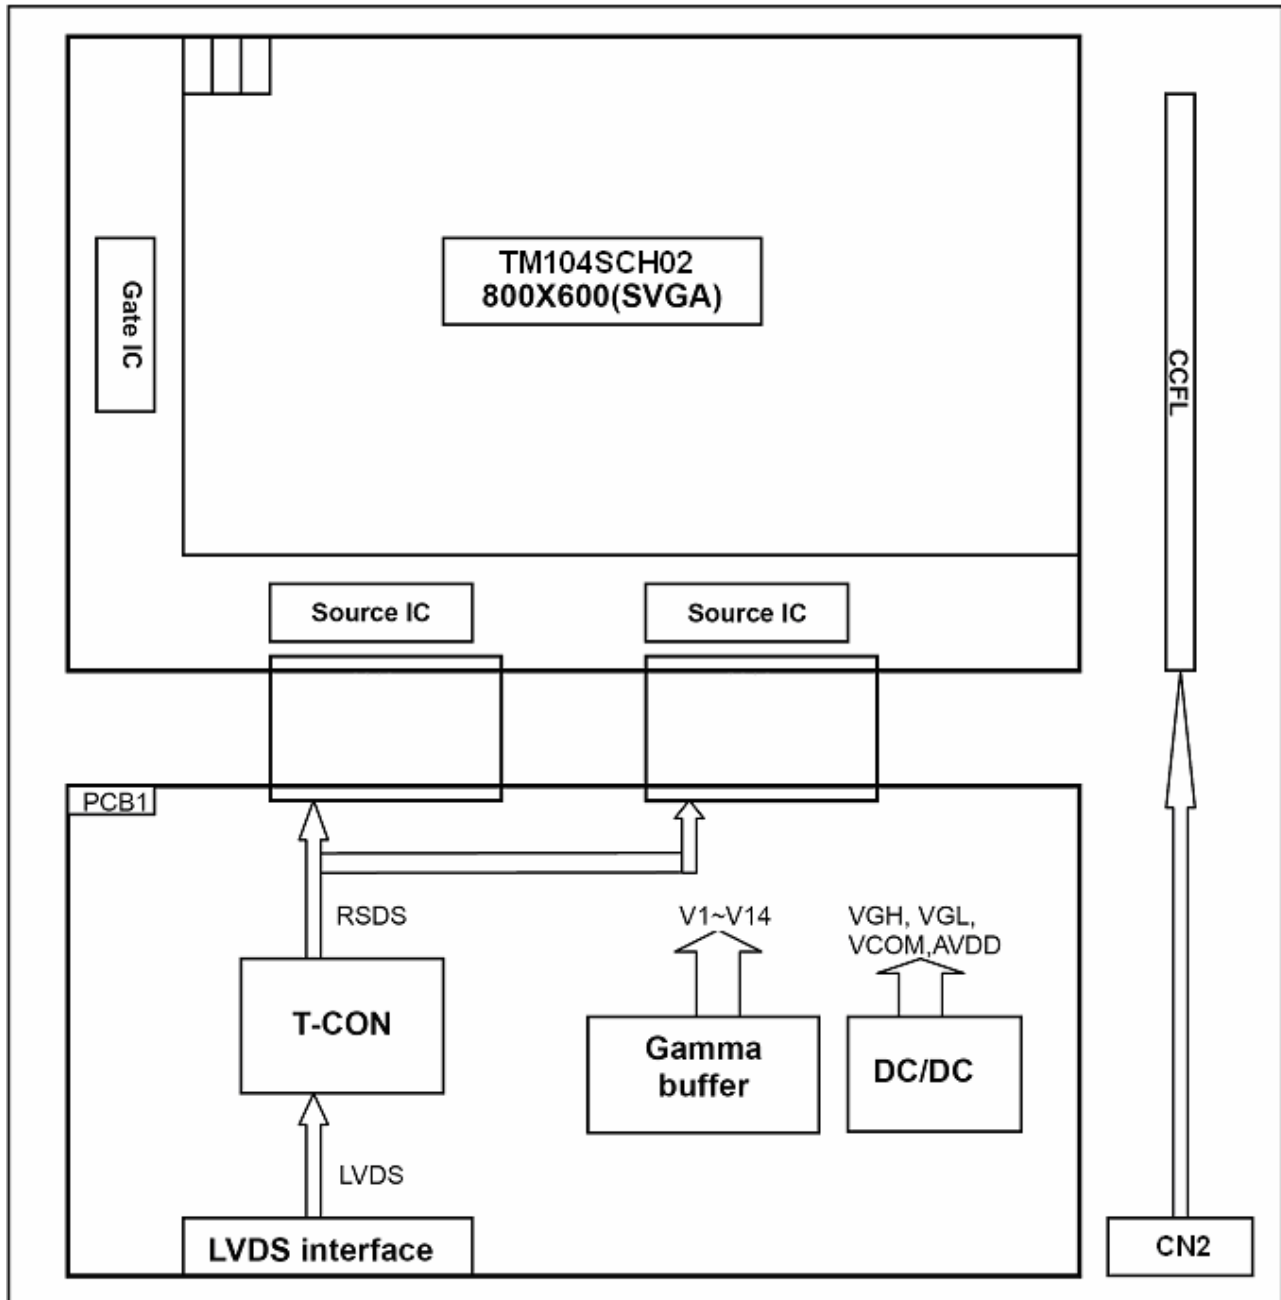 TM104SCH02
800X600(SVGA)
Gate IC
CCFL
Source IC
Source IC
PCB1
RSDS
V1~V14
VGH, VGL,
VCOM,AVDD
T-CON
Gamma
buffer
DC/DC
LVDS
LVDS interface
CN2